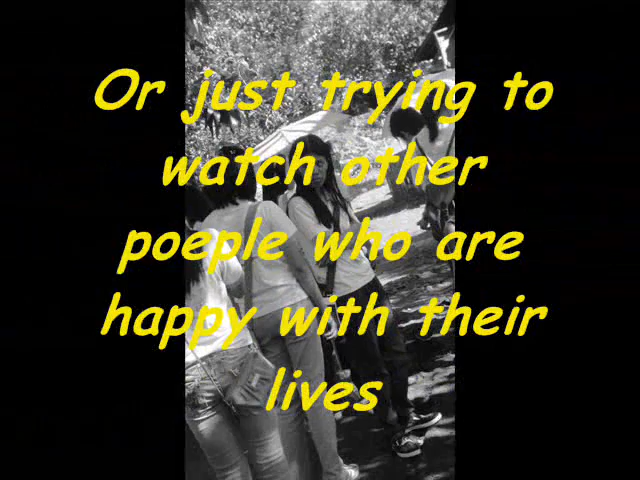 Or just trying to
watch other
poeple who are
happy with their
lives